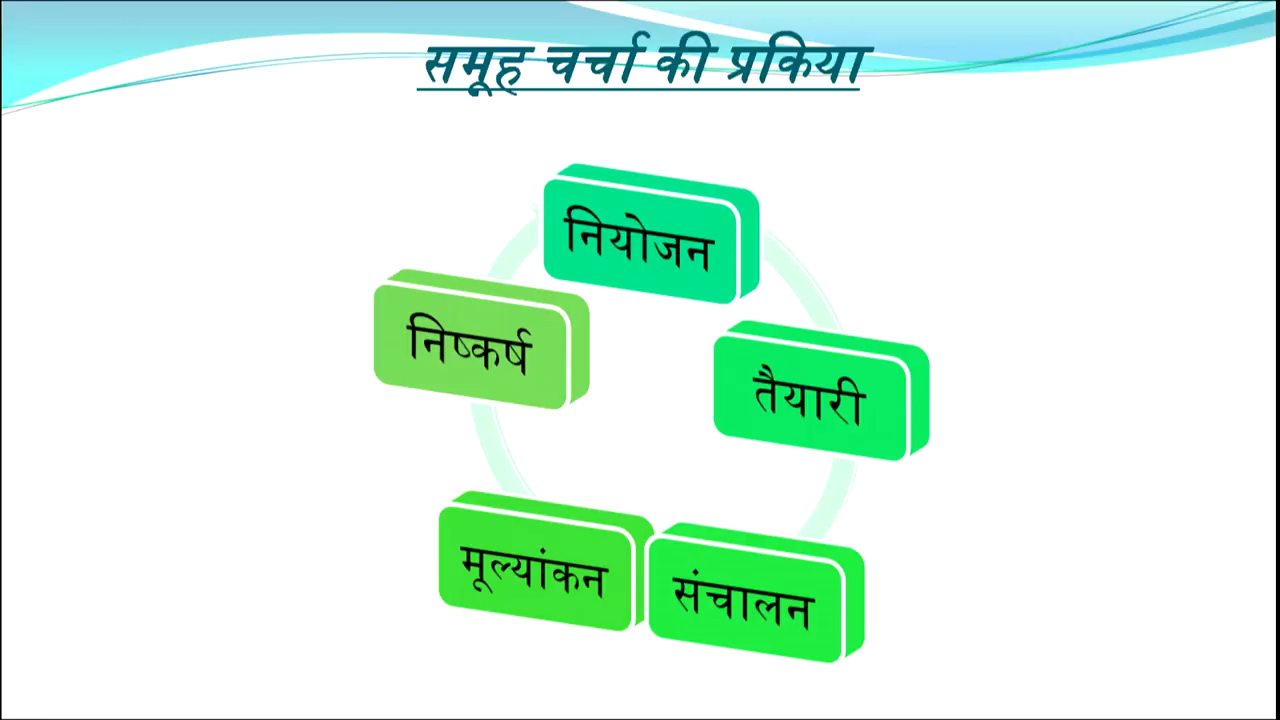 समूह चर्चा की प्रकिया
नियोजन
तैयारी
संचालन
मूल्यांकन
निष्कर्ष